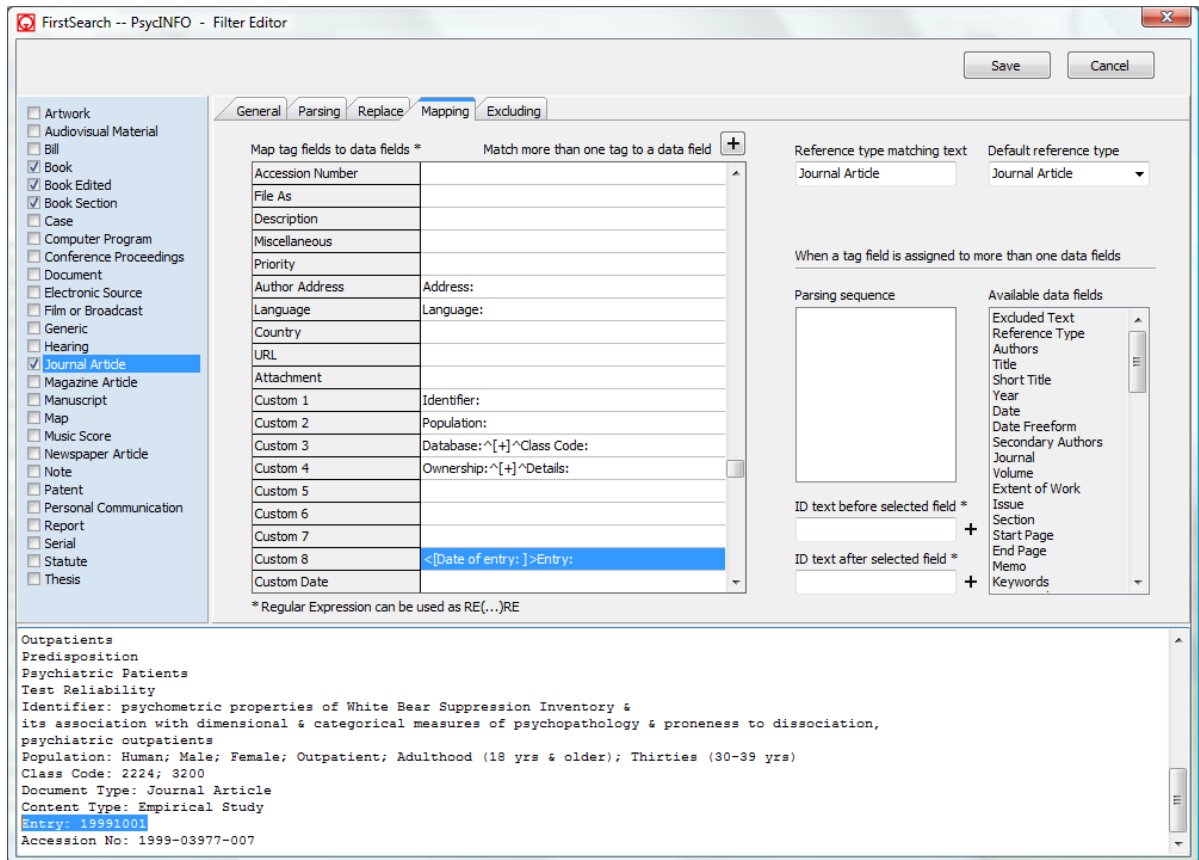 FirstSearch -- PsycINFO - Filter Editor
Save
Cancel
General
Parsing
Replace
Mapping
Excluding
Artwork
Audiovisual Material
Bill
Book
Book Edited
Book Section
Case
Computer Program
Conference Proceedings
Document
Electronic Source
Film or Broadcast
Generic
Hearing
Journal Article
Magazine Article
Manuscript
Map
Music Score
Newspaper Article
Note
Patent
Personal Communication
Report
Serial
Statute
Thesis
Map tag fields to data fields *
Match more than one tag to a data field +
Accession Number
File As
Description
Miscellaneous
Priority
Author Address Address:
Language Language:
Country
URL
Attachment
Custom 1 Identifier:
Custom 2 Population:
Custom 3 Database:^[+]^Class Code:
Custom 4 Ownership:^[+]^Details:
Custom 5
Custom 6
Custom 7
Custom 8 <[Date of entry: ]>Entry:
Custom Date
* Regular Expression can be used as RE(...)RE
Reference type matching text
Journal Article
Default reference type
Journal Article
When a tag field is assigned to more than one data fields
Parsing sequence
ID text before selected field *
+
ID text after selected field *
+
Available data fields
Excluded Text
Reference Type
Authors
Title
Short Title
Year
Date
Date Freeform
Secondary Authors
Journal
Volume
Extent of Work
Issue
Section
Start Page
End Page
Memo
Keywords
Outpatients
Predisposition
Psychiatric Patients
Test Reliability
Identifier: psychometric properties of White Bear Suppression Inventory &
its association with dimensional & categorical measures of psychopathology & proneness to dissociation,
psychiatric outpatients
Population: Human; Male; Female; Outpatient; Adulthood (18 yrs & older); Thirties (30-39 yrs)
Class Code: 2224; 3200
Document Type: Journal Article
Content Type: Empirical Study
Entry: 19991001
Accession No: 1999-03977-007